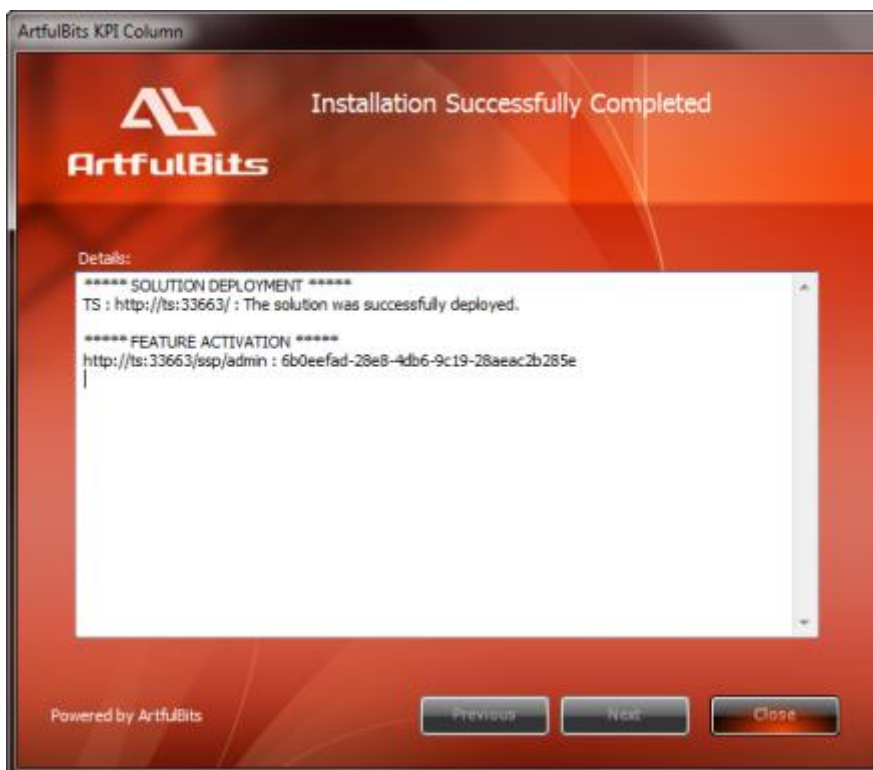 ArtfulBits KPI Column
Installation Successfully Completed
ArtfulBits
Details:
***** SOLUTION DEPLOYMENT *****
TS : http://ts:33663/ : The solution was successfully deployed.
***** FEATURE ACTIVATION *****
http://ts:33663/ssp/admin : 6b0eefad-28e8-4db6-9c19-28aeac2b285e
Powered by ArtfulBits
Previous
Next
Close